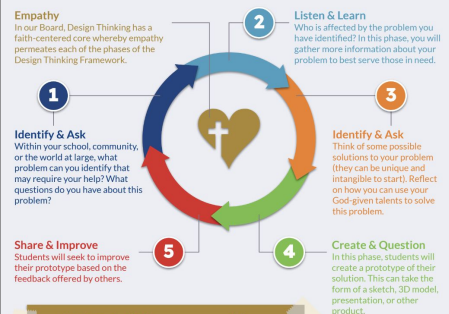 Empathy
In our Board, Design Thinking has a
faith-centered core whereby empathy
permeates each of the phases of the
Design Thinking Framework.
2
Listen & Learn
Who is affected by the problem you
have identified? In this phase, you will
gather more information about your
problem to best serve those in need.
1
Identify & Ask
Within your school, community,
or the world at large, what
problem can you identify that
may require your help? What
questions do you have about this
problem?
3
Identify & Ask
Think of some possible
solutions to your problem
(they can be unique and
intangible to start). Reflect
on how you can use your
God-given talents to solve
this problem.
5
Share & Improve
Students will seek to improve
their prototype based on the
feedback offered by others.
4
Create & Question
In this phase, students will
create a prototype of their
solution. This can take the
form of a sketch, 3D model,
presentation, or other
product.